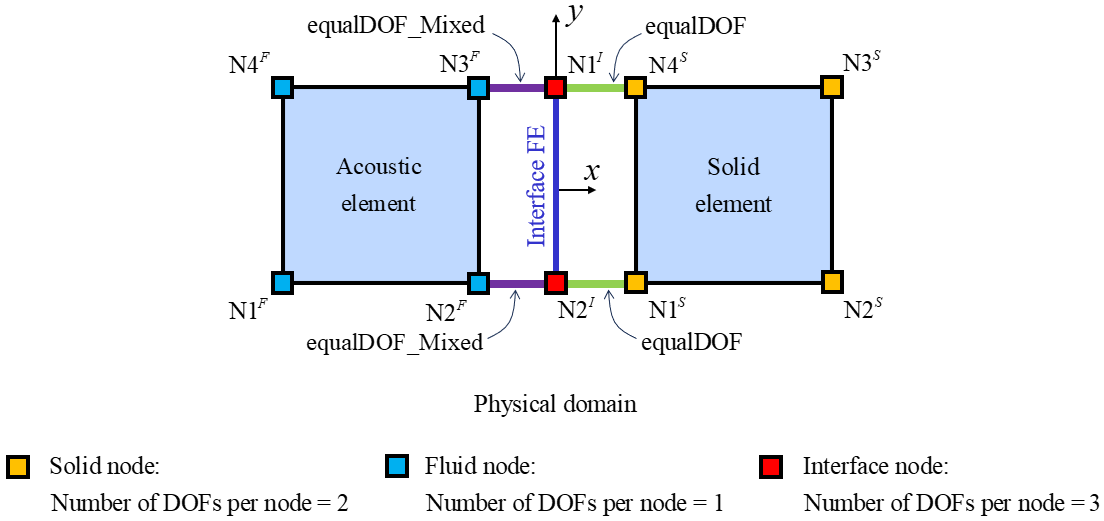 equalDOF_Mixed
y
equalDOF
N4^F
N3^F
N1^I
N4^S
N3^S
Acoustic
element
Interface FE
x
Solid
element
N1^F
N2^F
N2^I
N1^S
N2^S
equalDOF_Mixed
equalDOF
Physical domain
Solid node:
Number of DOFs per node = 2
Fluid node:
Number of DOFs per node = 1
Interface node:
Number of DOFs per node = 3